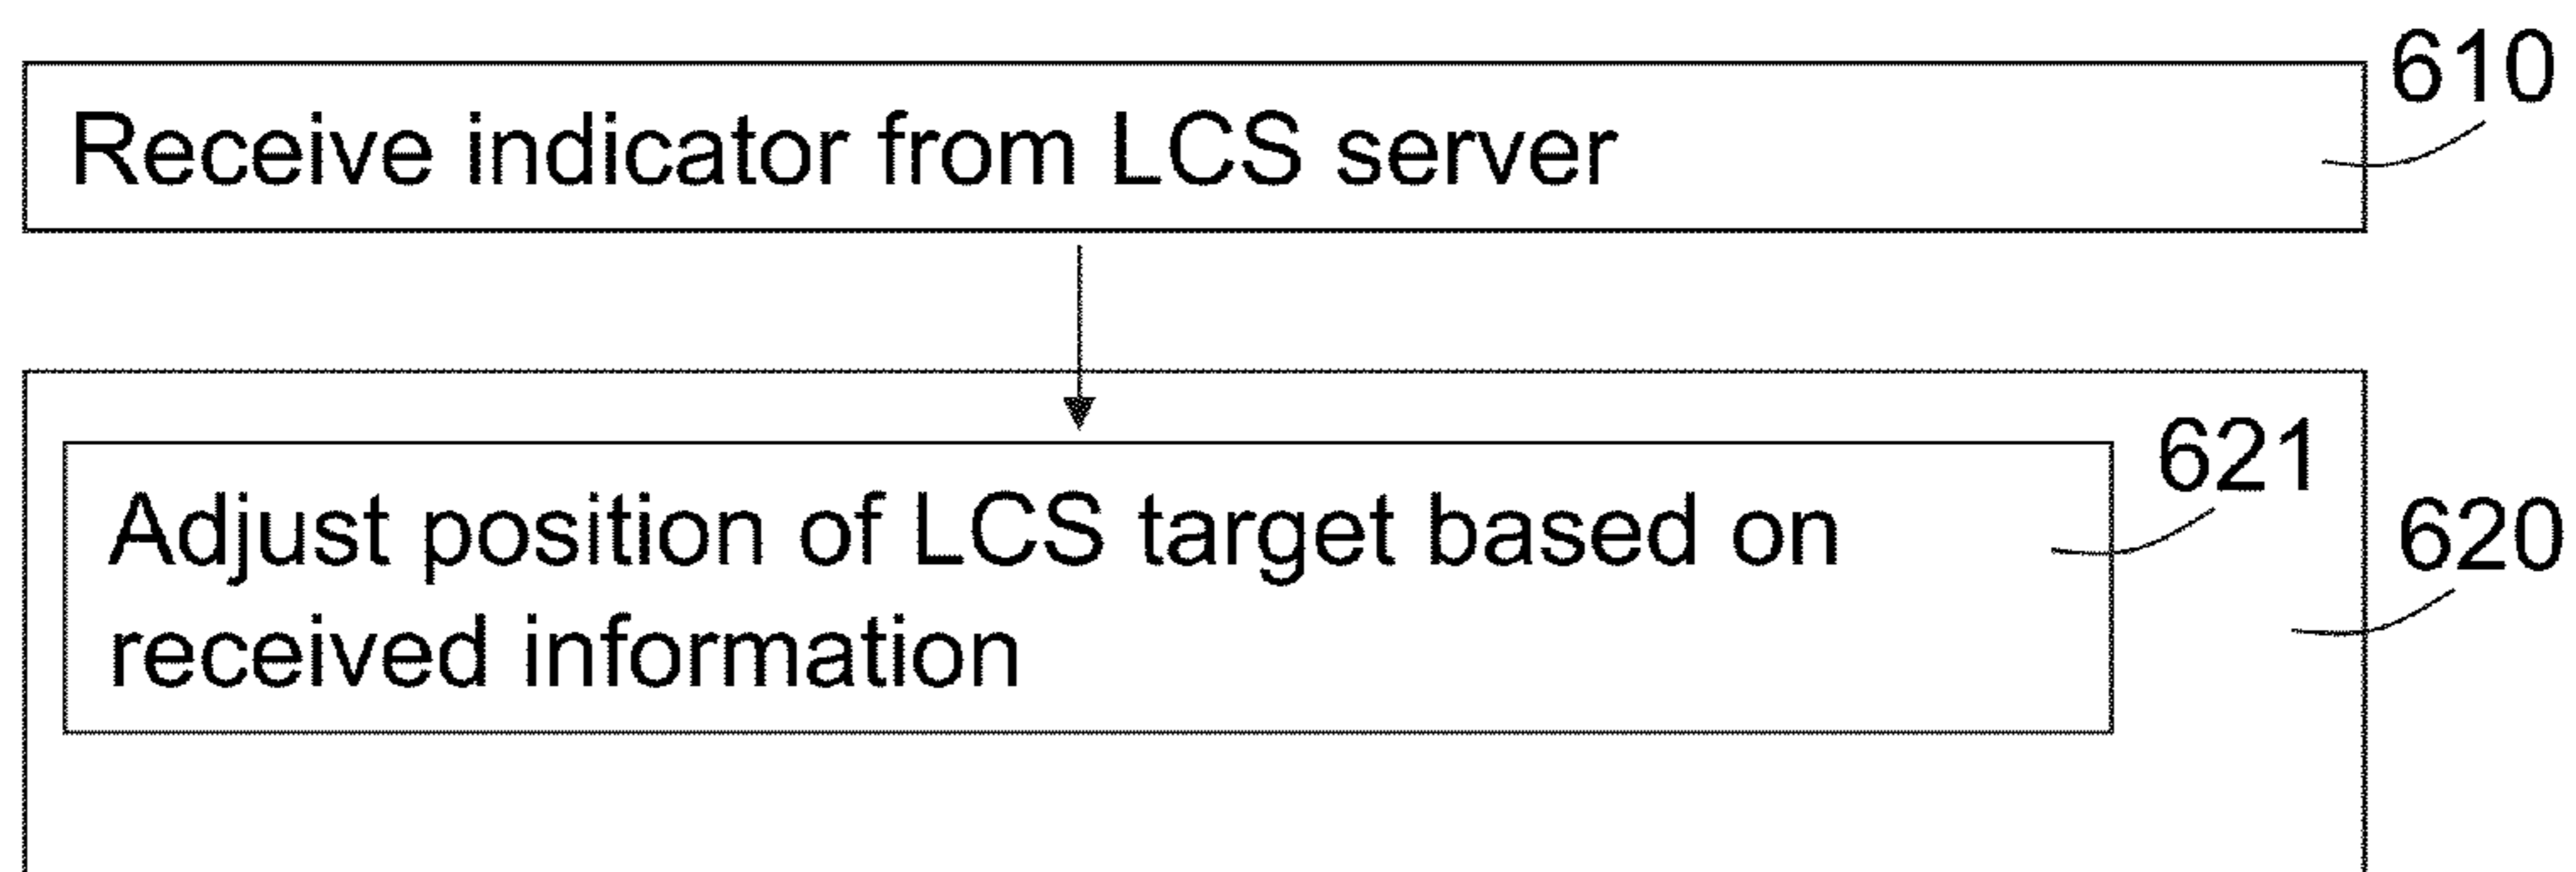 610
Receive indicator from LCS server
621
Adjust position of LCS target based on
620
received information